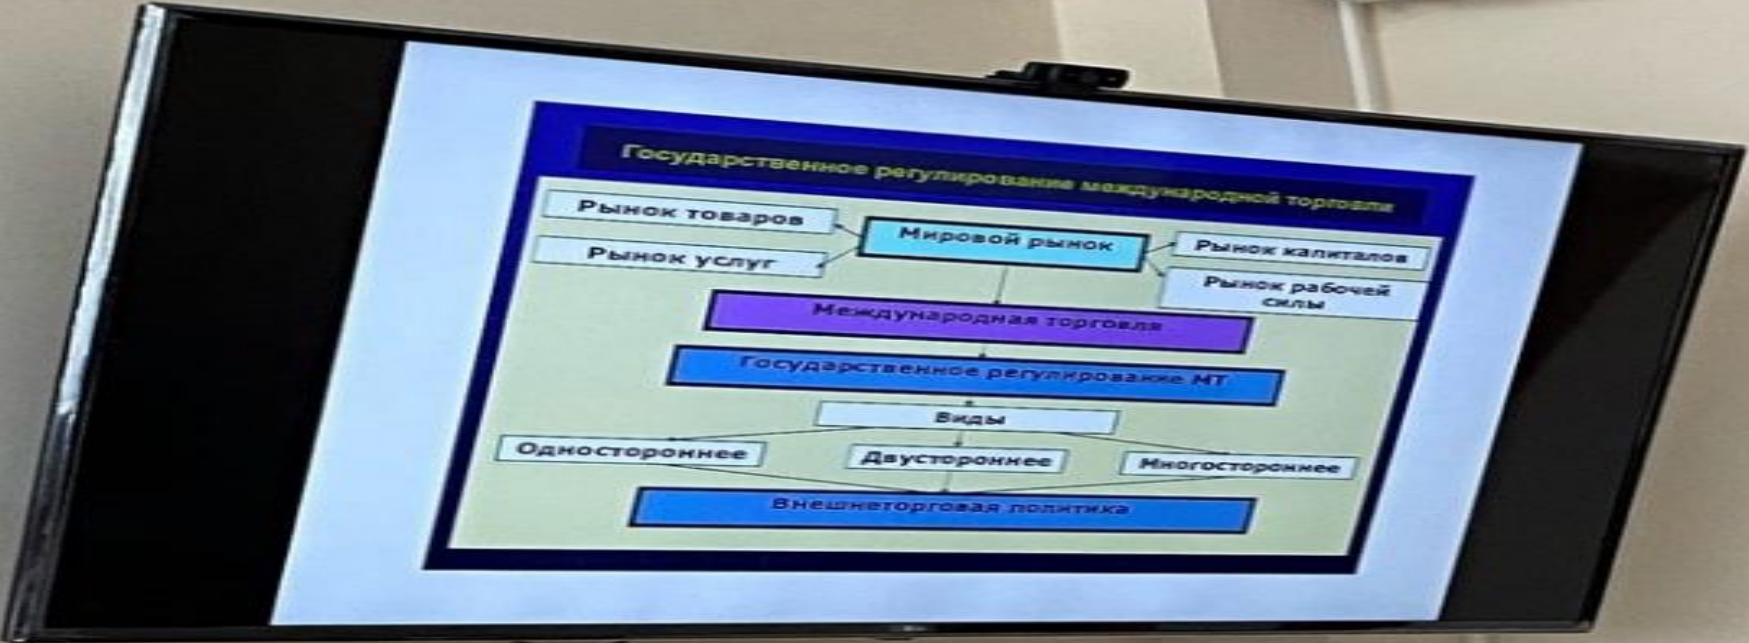 Государственное регулирование международной торговли
Рынок товаров
Мировой рынок
Рынок капиталов
Рынок услуг
Рынок рабочей
силы
Международная торговля
Государственное регулирование МТ
Виды
Одностороннее
Двустороннее
Многостороннее
Внешнеторговая политика